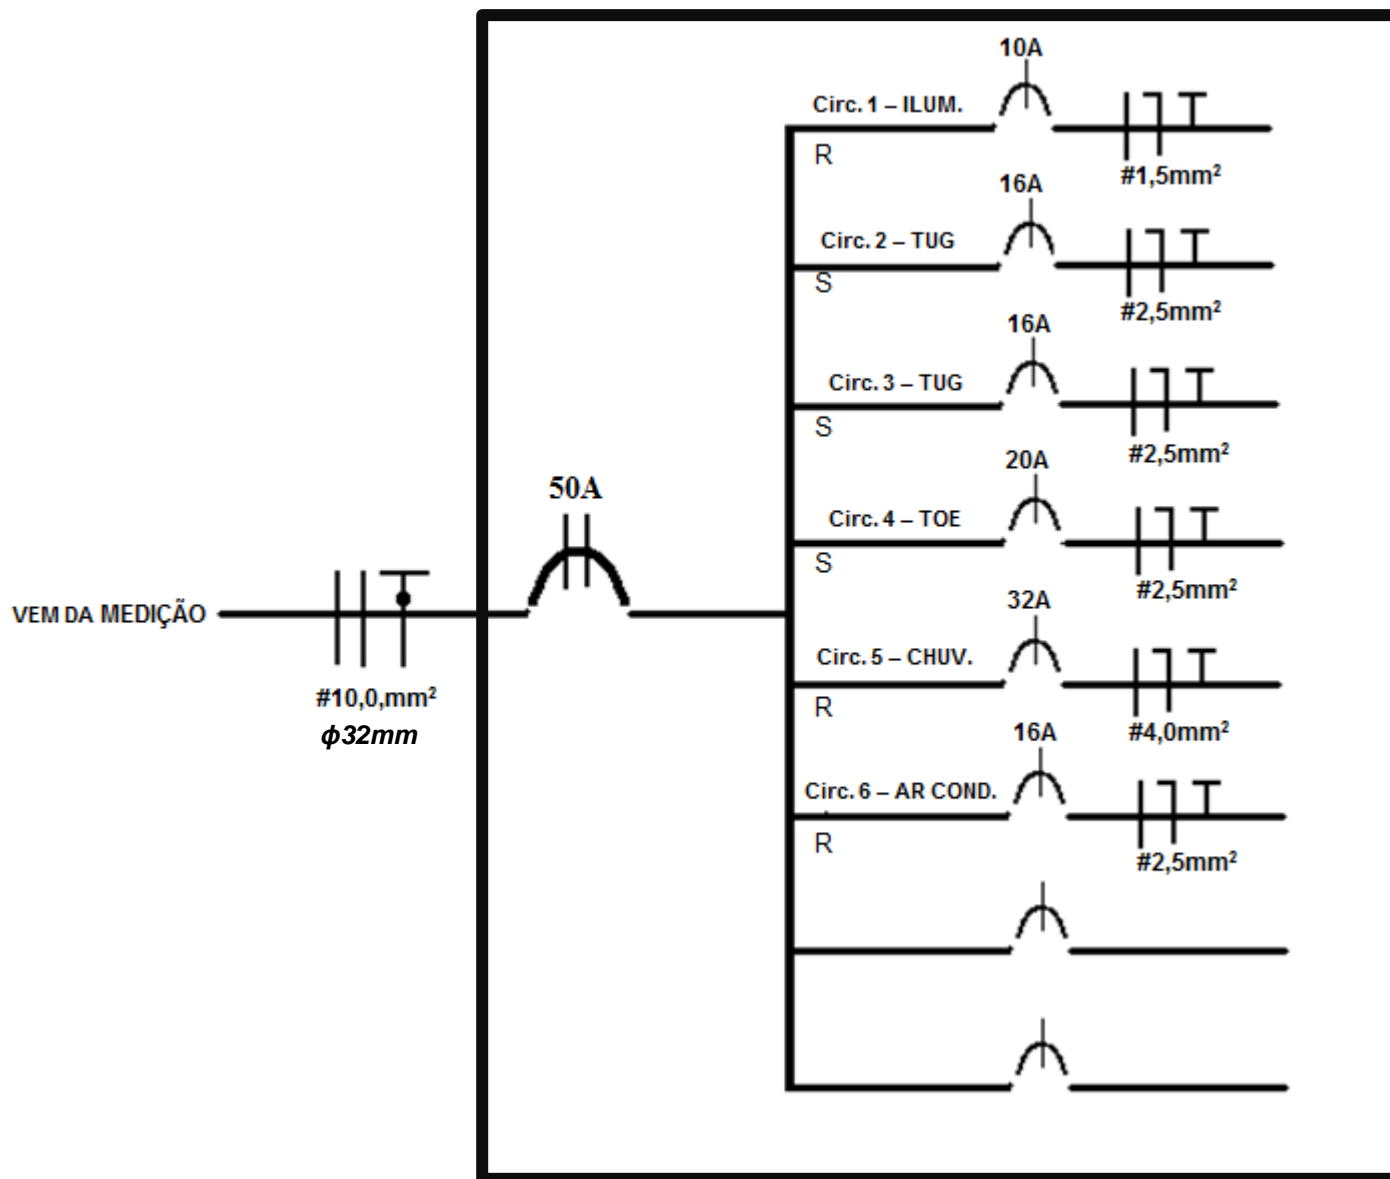 VEM DA MEDIÇÃO
#10,0,mm²
ϕ32mm
50A
10A
Circ. 1 – ILUM.
R
#1,5mm²
16A
Circ. 2 – TUG
S
#2,5mm²
16A
Circ. 3 – TUG
S
#2,5mm²
20A
Circ. 4 – TOE
S
#2,5mm²
32A
Circ. 5 – CHUV.
R
#4,0mm²
16A
Circ. 6 – AR COND.
R
#2,5mm²